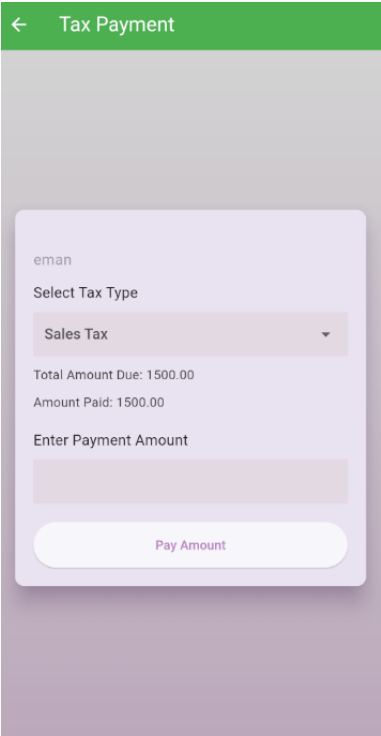 Tax Payment
eman
Select Tax Type
Sales Tax
Total Amount Due: 1500.00
Amount Paid: 1500.00
Enter Payment Amount
Pay Amount